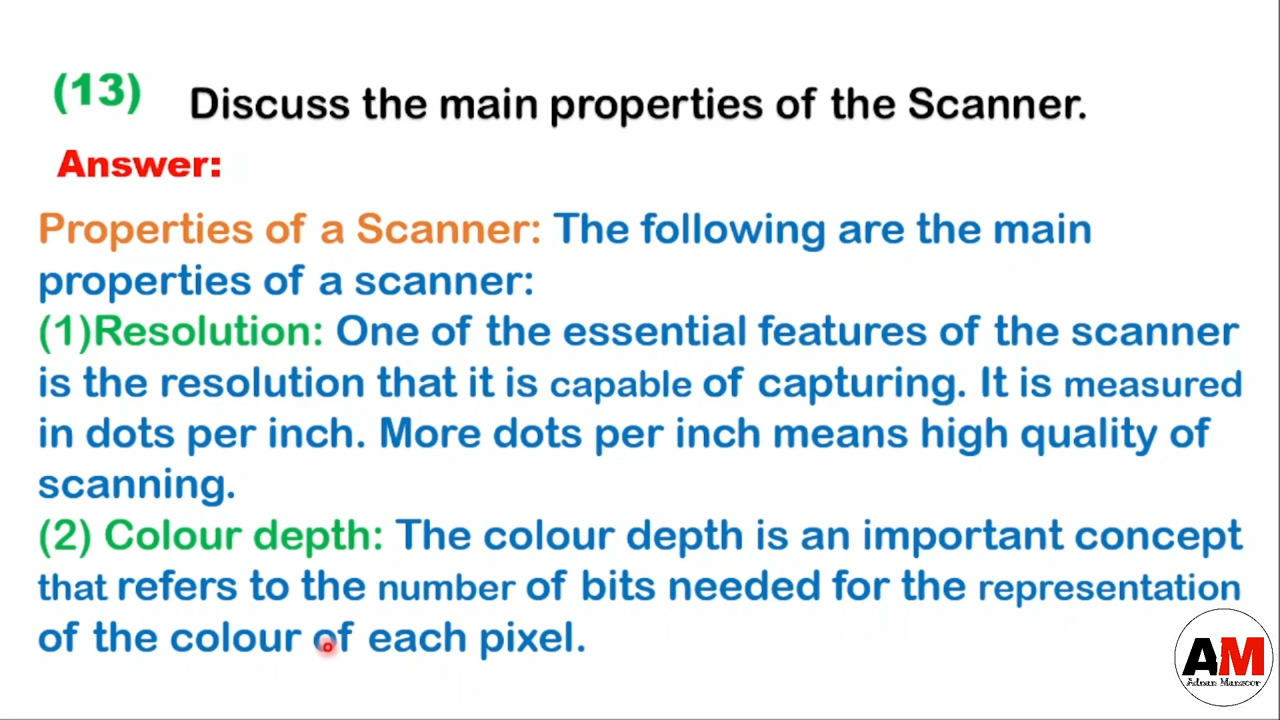 (13) Discuss the main properties of the Scanner.
Answer:
Properties of a Scanner: The following are the main
properties of a scanner:
(1)Resolution: One of the essential features of the scanner
is the resolution that it is capable of capturing. It is measured
in dots per inch. More dots per inch means high quality of
scanning.
(2) Colour depth: The colour depth is an important concept
that refers to the number of bits needed for the representation
of the colour of each pixel.
AM
Adnan Mansoor